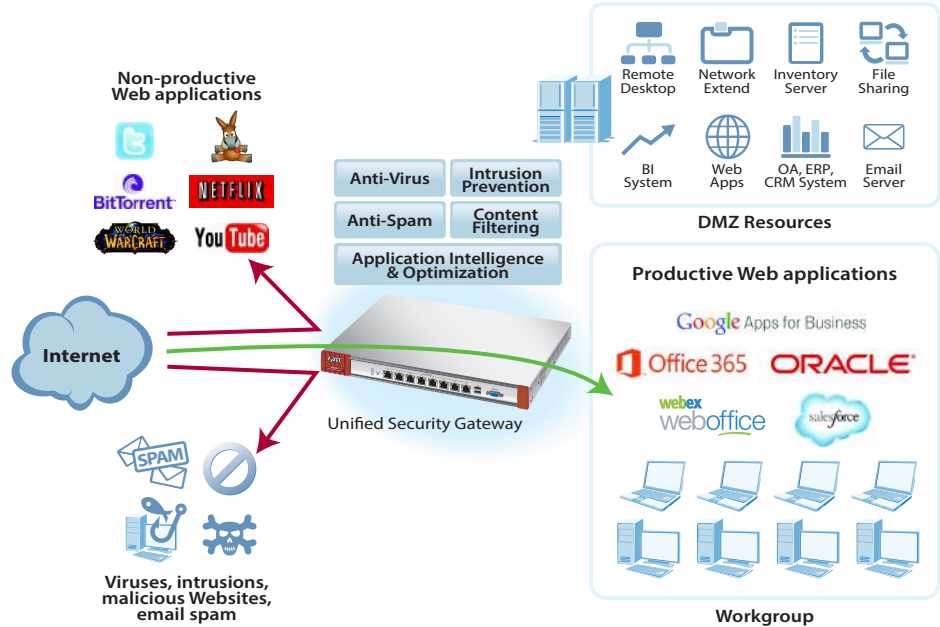 Non-productive
Web applications
BitTorrent
NETFLIX
WORLD
WARCRAFT
YouTube
Internet
SPAM
Viruses, intrusions,
malicious Websites,
email spam
Anti-Virus
Intrusion
Prevention
Anti-Spam
Content
Filtering
Application Intelligence
& Optimization
Unified Security Gateway
Remote
Desktop
Network
Extend
Inventory
Server
File
Sharing
BI
System
Web
Apps
OA, ERP,
CRM System
Email
Server
DMZ Resources
Productive Web applications
Google Apps for Business
Office 365
ORACLE
webex
weboffice
salesforce
Workgroup